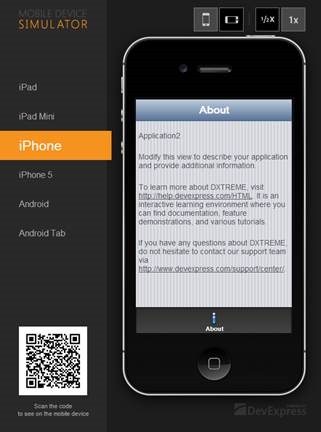 MOBILE DEVICE
SIMULATOR
1/2X
1x
iPad
iPad Mini
iPhone
iPhone 5
Android
Android Tab
Scan the code
to see on the mobile device
About
Application2
Modify this view to describe your application
and provide additional information.
To learn more about DXTREME, visit
http://help.devexpress.com/HTML. It is an
interactive learning environment where you
can find documentation, feature
demonstrations, and various tutorials.
If you have any questions about DXTREME,
do not hesitate to contact our support team
via
http://www.devexpress.com/support/center/.
About
DevExpress